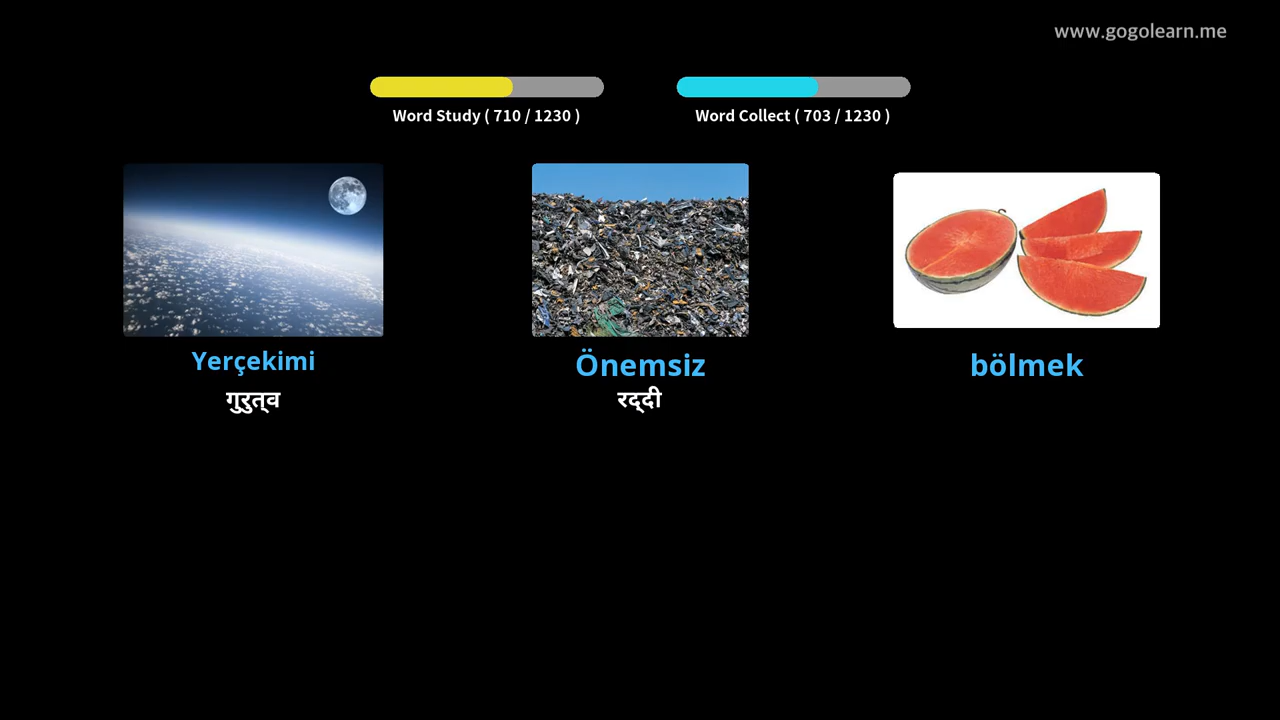 www.gogolearn.me
Word Study ( 710 / 1230 )
Word Collect ( 703 / 1230 )
Yerçekimi
Önemsiz
bölmek
गुरुत्व
रद्दी